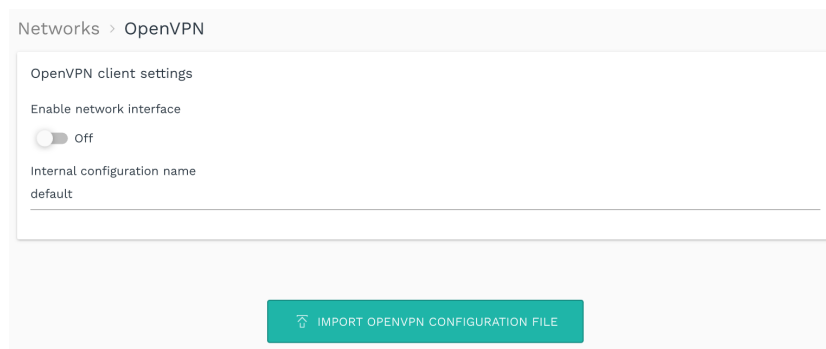 Networks > OpenVPN
OpenVPN client settings
Enable network interface
Off
Internal configuration name
default
IMPORT OPENVPN CONFIGURATION FILE